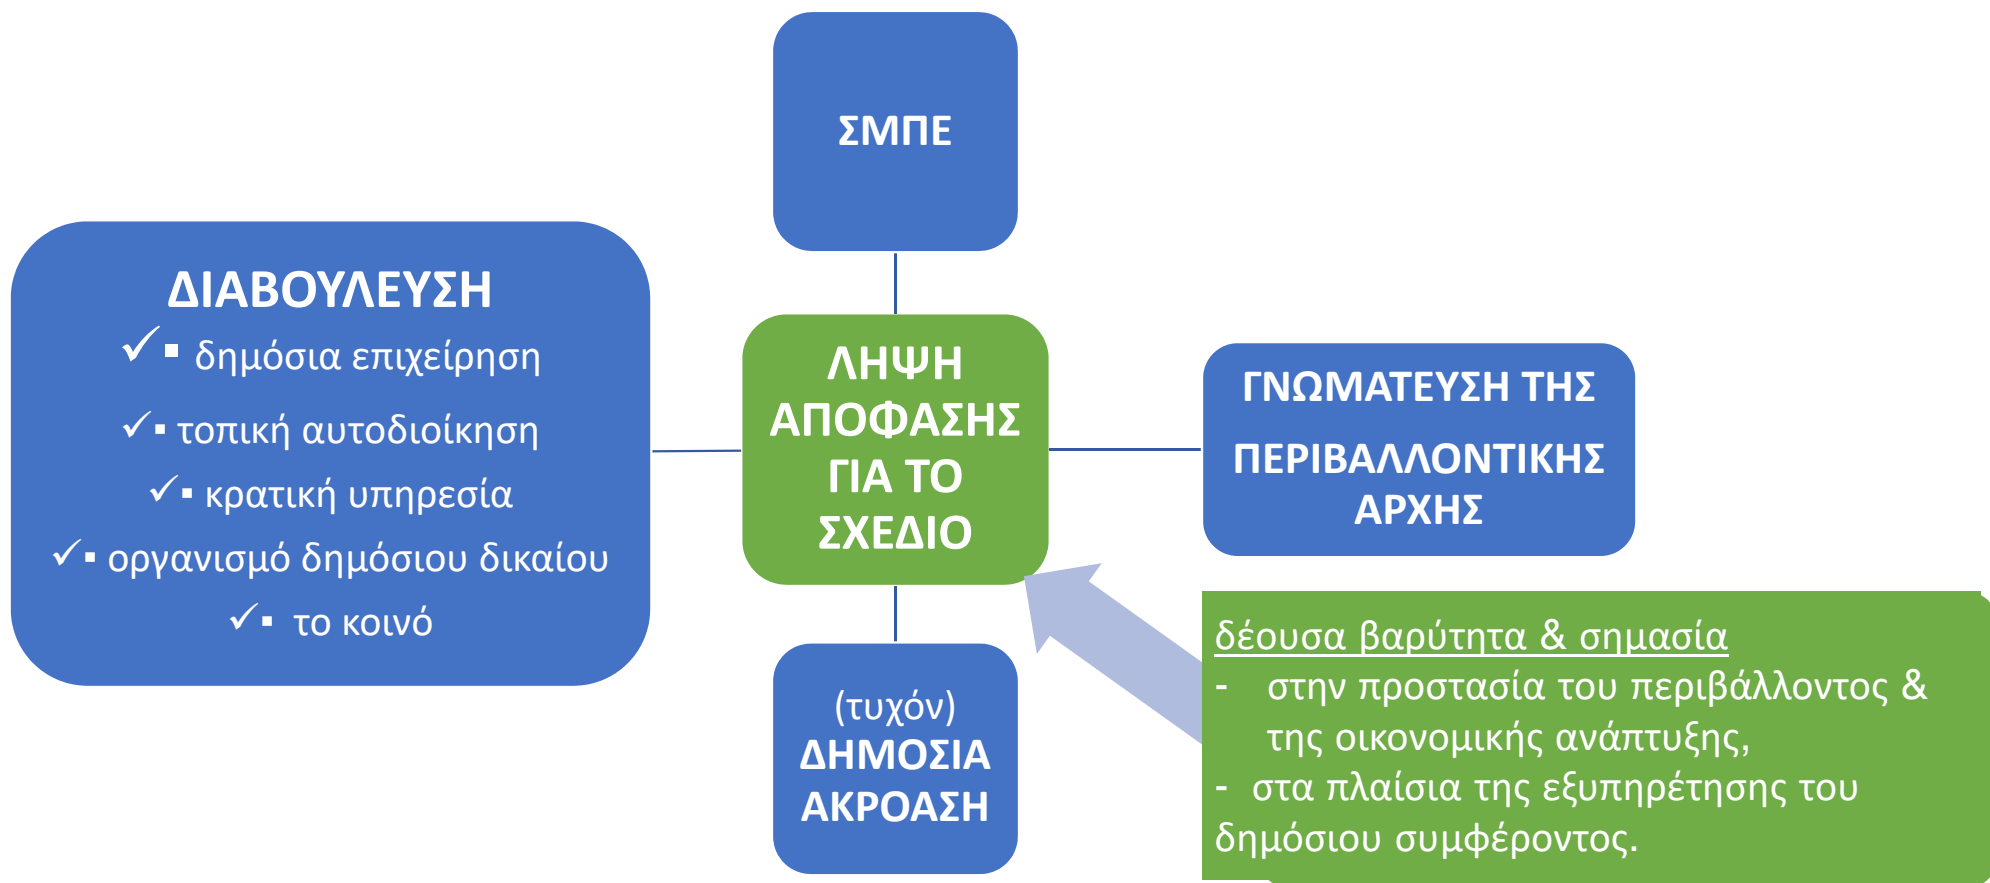 ΣΜΠΕ
ΔΙΑΒΟΥΛΕΥΣΗ
✓▪ δημόσια επιχείρηση
✓▪ τοπική αυτοδιοίκηση
✓▪ κρατική υπηρεσία
✓▪ οργανισμό δημόσιου δικαίου
✓▪ το κοινό
ΛΗΨΗ
ΑΠΟΦΑΣΗΣ
ΓΙΑ ΤΟ
ΣΧΕΔΙΟ
ΓΝΩΜΑΤΕΥΣΗ ΤΗΣ
ΠΕΡΙΒΑΛΛΟΝΤΙΚΗΣ
ΑΡΧΗΣ
(τυχόν)
ΔΗΜΟΣΙΑ
ΑΚΡΟΑΣΗ
δέουσα βαρύτητα & σημασία
- στην προστασία του περιβάλλοντος &
της οικονομικής ανάπτυξης,
- στα πλαίσια της εξυπηρέτησης του
δημόσιου συμφέροντος.